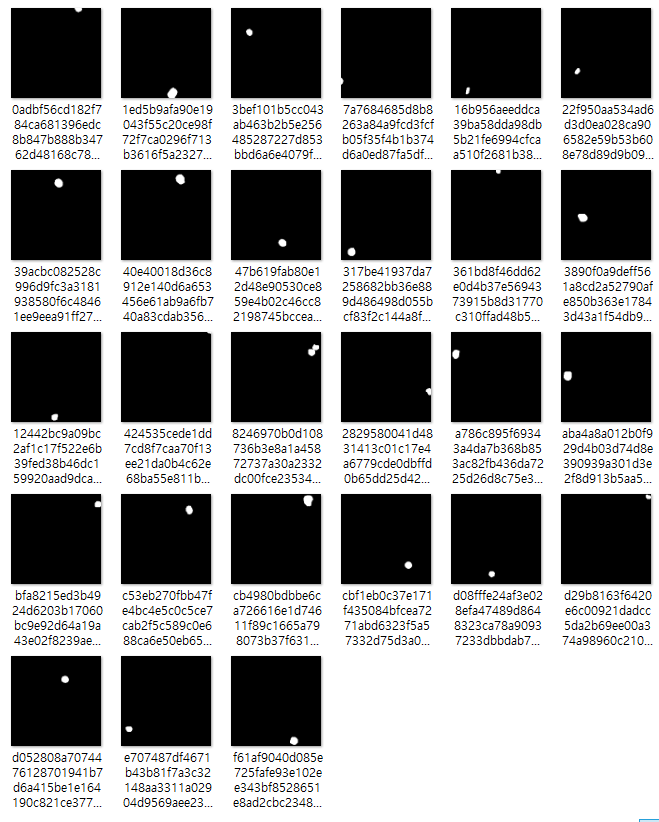 0adbf56cd182f7
84ca681396edc
8b847b888b347
62d48168c78...
1ed5b9afa90e19
043f55c20ce98f
72f7ca0296f713
b3616f5a2327...
3bef101b5cc043
ab463b2b5e256
485287227d853
bbd6a6e4079f...
7a7684685d8b8
263a84a9fcd3fcf
b05f35f4b1b374
d6a0ed87fa5df...
16b956aeeddca
39ba58dda98db
5b21fe6994cfca
a510f2681b38...
22f950aa534ad6
d3d0ea028ca90
6582e59b53b60
8e78d89d9b09...
39acbc082528c
996d9fc3a3181
938580f6c4846
1ee9eea91ff27...
40e40018d36c8
912e140d6a653
456e61ab9a6fb7
40a83cdab356...
47b619fab80e1
2d48e90530ce8
59e4b02c46cc8
2198745bccea...
317be41937da7
258682bb36e88
9d486498d055b
cf83f2c144a8f...
361bd8f46dd62
e0d4b37e56943
73915b8d31770
c310ffad48b5...
3890f0a9deff56
1a8cd2a52790af
e850b363e1784
3d43a1f54db9...
12442bc9a09bc
2af1c17f522e6b
39fed38b46dc1
59920aad9dca...
424535cede1dd
7cd8f7caa70f13
ee21da0b4c62e
68ba55e811b...
8246970b0d108
736b3e8a1a458
72737a30a2332
dc00fce23534...
2829580041d48
31413c01c17e4
a6779cde0dbffd
0b65dd25d42...
a786c895f6934
3a4da7b368b85
3ac82fb436da72
25d26d8c75e3...
aba4a8a012b0f9
29d4b03d74d8e
390939a301d3e
2f8d913b5aa5...
bfa8215ed3b49
24d6203b17060
bc9e92d64a19a
43e02f8239ae...
c53eb270fbb47f
e4bc4e5c0c5ce7
cab2f5c589c0e6
88ca6e50eb65...
cb4980bdbbe6c
a726616e1d746
11f89c1665a79
8073b37f631...
cbf1eb0c37e171
f435084bfcea72
71abd6323f5a5
7332d75d3a0...
d08fffe24af3e02
8efa47489d864
8323ca78a9093
7233dbbdab7...
d29b8163f6420
e6c00921dadcc
5da2b69ee00a3
74a98960c210...
d052808a70744
76128701941b7
d6a415be1e164
190c821ce377...
e707487df4671
b43b81f7a3c32
148aa3311a029
04d9569aee23...
f61af9040d085e
725fafe93e102e
e343bf8528651
e8ad2cbc2348...